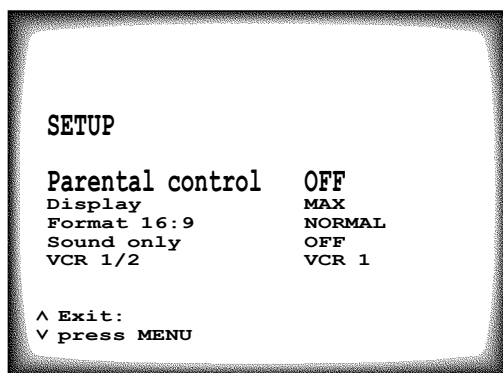 SETUP
Parental control OFF
Display MAX
Format 16:9 NORMAL
Sound only OFF
VCR 1/2 VCR 1
∧ Exit:
∨ press MENU